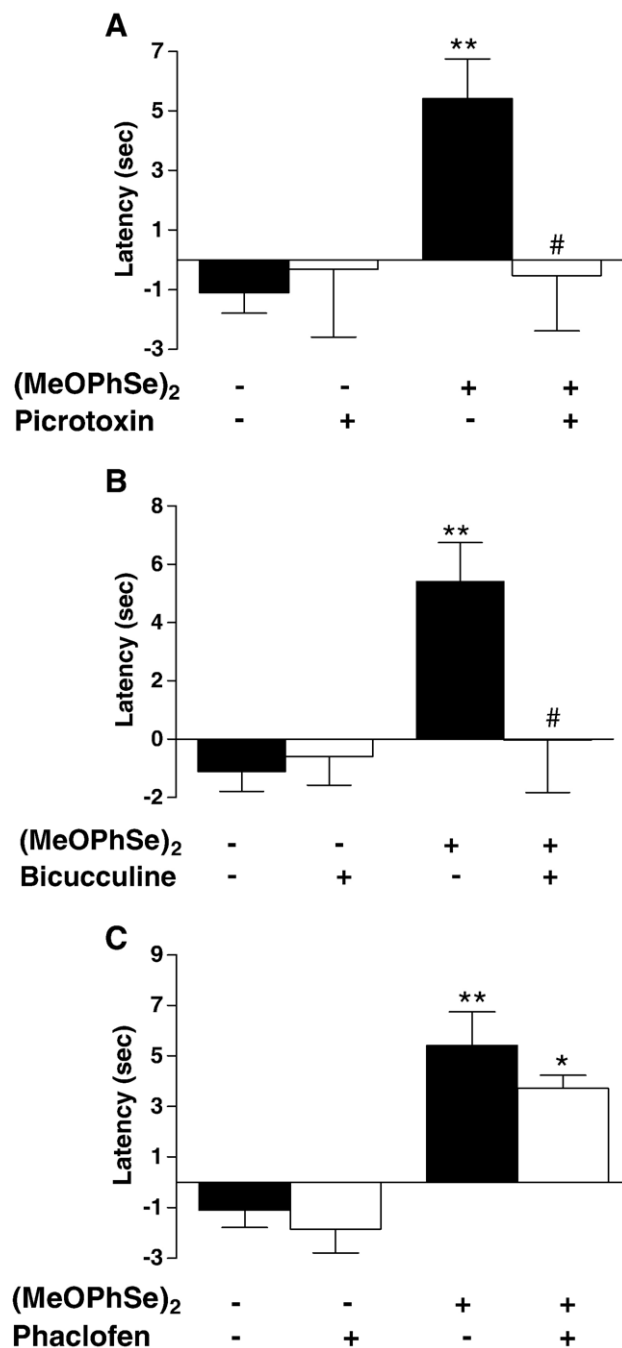 A
7
**
5
3
1
#
-1
-3
Latency (sec)
(MeOPhSe)2 - - + +
Picrotoxin - + - +
B
8
**
6
4
2
#
0
-2
Latency (sec)
(MeOPhSe)2 - - + +
Bicucculine - + - +
C
9
7
**
5
*
3
1
-1
-3
Latency (sec)
(MeOPhSe)2 - - + +
Phaclofen - + - +